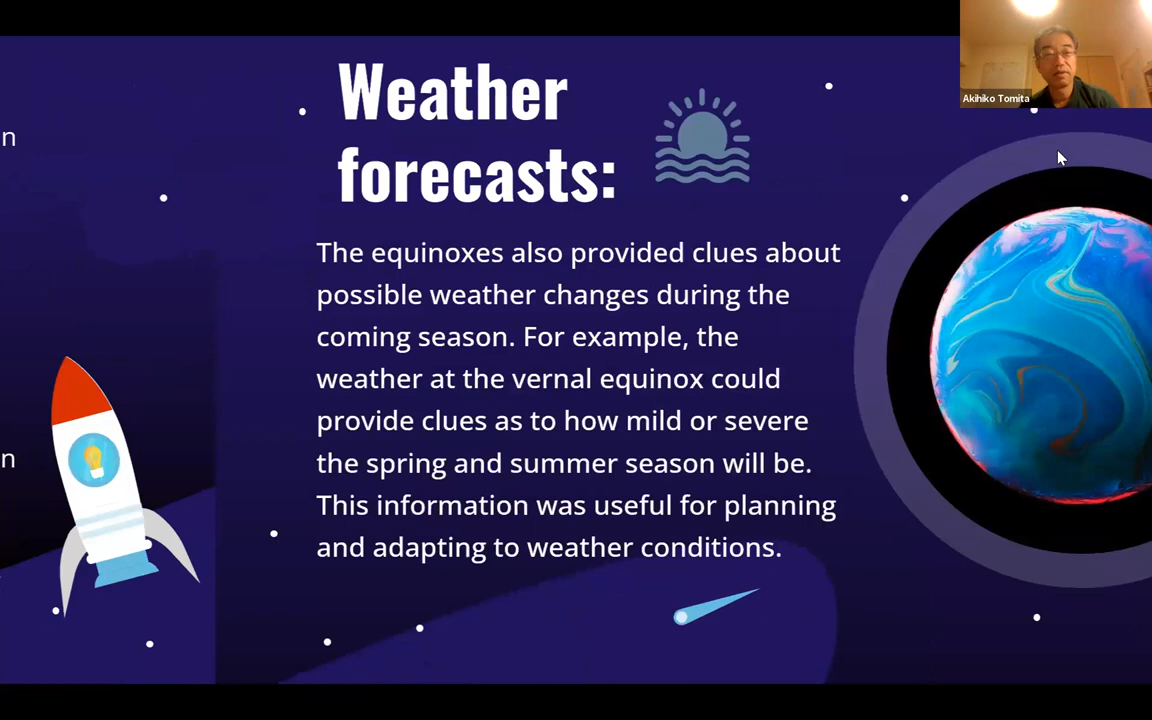 Akihiko Tomita
Weather
forecasts:
The equinoxes also provided clues about
possible weather changes during the
coming season. For example, the
weather at the vernal equinox could
provide clues as to how mild or severe
the spring and summer season will be.
This information was useful for planning
and adapting to weather conditions.
n
n